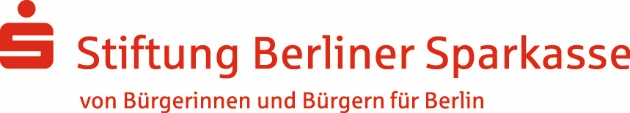 Stiftung Berliner Sparkasse
von Bürgerinnen und Bürgern für Berlin